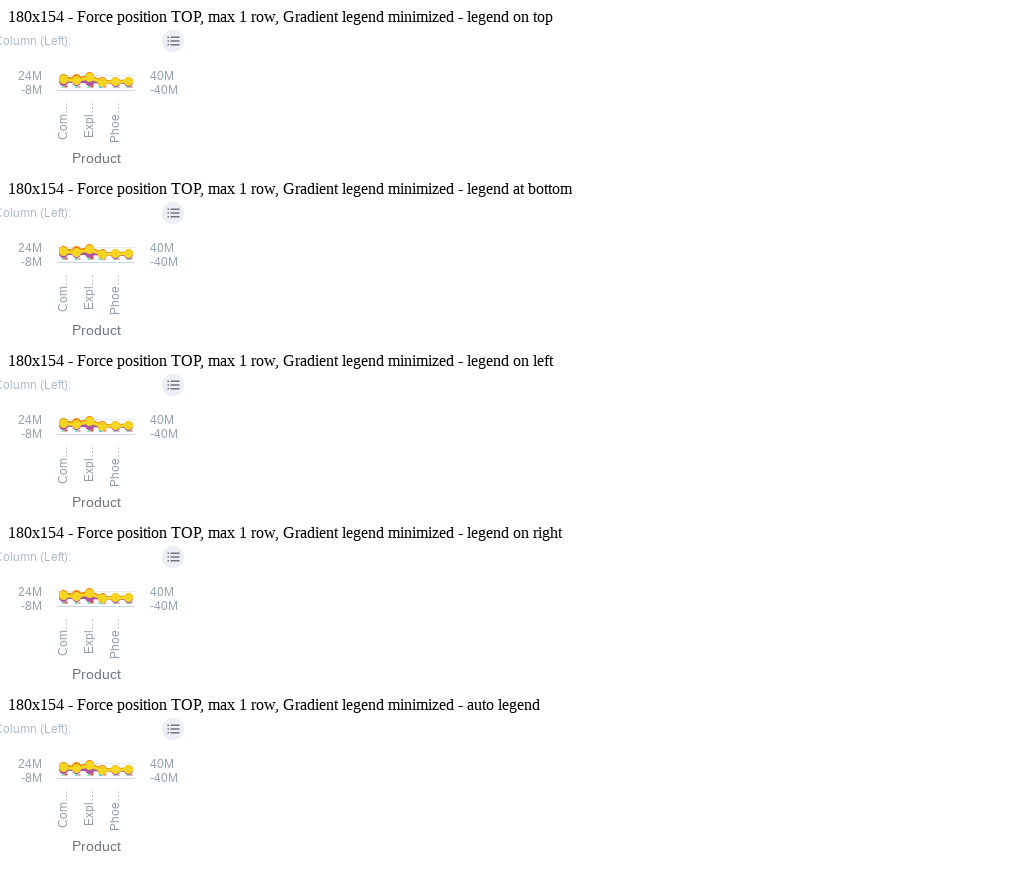 180x154 - Force position TOP, max 1 row, Gradient legend minimized - legend on top
Column (Left):
24M 40M
-8M -40M
Com... Expl... Phoe...
Product
180x154 - Force position TOP, max 1 row, Gradient legend minimized - legend at bottom
Column (Left):
24M 40M
-8M -40M
Com... Expl... Phoe...
Product
180x154 - Force position TOP, max 1 row, Gradient legend minimized - legend on left
Column (Left):
24M 40M
-8M -40M
Com... Expl... Phoe...
Product
180x154 - Force position TOP, max 1 row, Gradient legend minimized - legend on right
Column (Left):
24M 40M
-8M -40M
Com... Expl... Phoe...
Product
180x154 - Force position TOP, max 1 row, Gradient legend minimized - auto legend
Column (Left):
24M 40M
-8M -40M
Com... Expl... Phoe...
Product